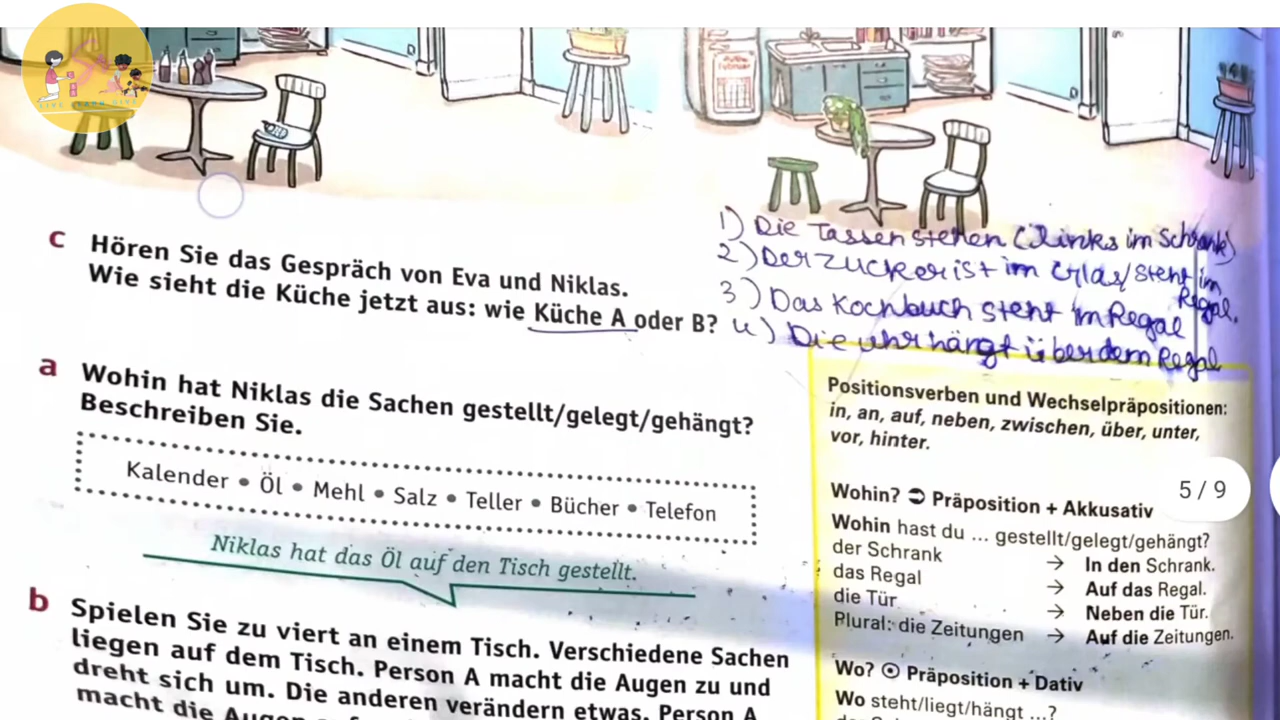 LIVE LEARN GIVE
1) Die Tassen stehen (Links im Schrank)
2) Der Zucker ist im Glas/steht im Regal.
3) Das Kochbuch steht im Regal
4) Die Uhr hängt über dem Regal
c Hören Sie das Gespräch von Eva und Niklas.
Wie sieht die Küche jetzt aus: wie Küche A oder B?
a Wohin hat Niklas die Sachen gestellt/gelegt/gehängt?
Beschreiben Sie.
Kalender • Öl • Mehl • Salz • Teller • Bücher • Telefon
Niklas hat das Öl auf den Tisch gestellt.
b Spielen Sie zu viert an einem Tisch. Verschiedene Sachen
liegen auf dem Tisch. Person A macht die Augen zu und
dreht sich um. Die anderen verändern etwas. Person A
macht die Augen
Positionsverben und Wechselpräpositionen:
in, an, auf, neben, zwischen, über, unter,
vor, hinter.
5 / 9
Wohin? ➲ Präposition + Akkusativ
Wohin hast du ... gestellt/gelegt/gehängt?
der Schrank → In den Schrank.
das Regal → Auf das Regal.
die Tür → Neben die Tür.
Plural: die Zeitungen → Auf die Zeitungen.
Wo? ⊙ Präposition + Dativ
Wo steht/liegt/hängt ...?